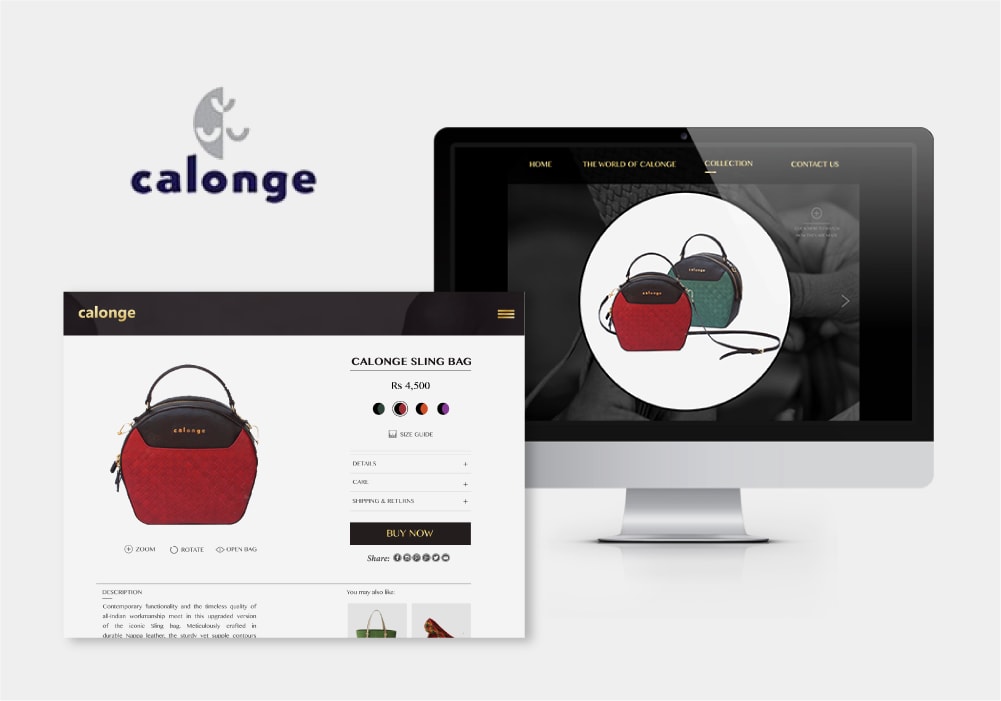 calonge
HOME THE WORLD OF CALONGE COLLECTION CONTACT US
calonge
calonge
calonge
CALONGE SLING BAG
Rs 4,500
SIZE GUIDE
DETAILS +
CARE +
SHIPPING & RETURNS +
BUY NOW
Share:
calonge
ZOOM ROTATE OPEN BAG
DESCRIPTION
Contemporary functionality and the timeless quality of
all-Indian workmanship meet in this upgraded version
of the iconic Sling bag. Meticulously crafted in
durable Nappa leather, the sturdy yet supple contours
You may also like: